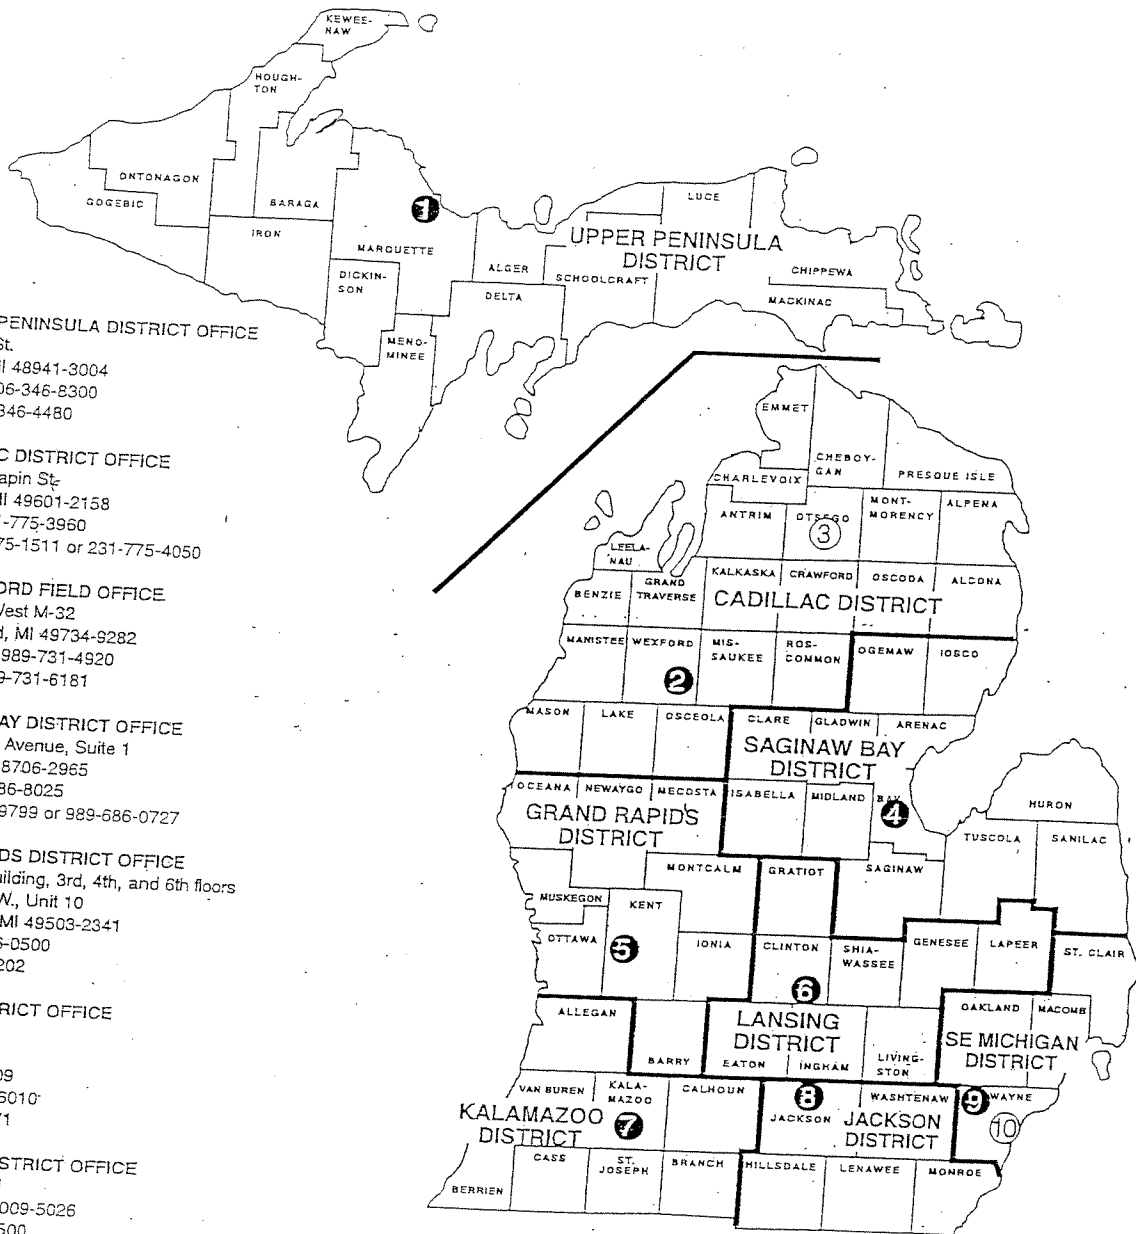 KEWEE-
NAW
HOUGH-
TON
ONTONAGON
GOGEBIC
BARAGA
IRON
1
MARQUETTE
DICKIN-
SON
MENO-
MINEE
ALGER
DELTA
LUCE
UPPER PENINSULA
DISTRICT
SCHOOLCRAFT
CHIPPEWA
MACKINAC
PENINSULA DISTRICT OFFICE
St.
48941-3004
06-346-8300
346-4480
C DISTRICT OFFICE
apin St.
MI 49601-2158
-775-3960
75-1511 or 231-775-4050
ORD FIELD OFFICE
West M-32
d, MI 49734-9282
989-731-4920
9-731-6181
AY DISTRICT OFFICE
Avenue, Suite 1
8706-2965
86-8025
9799 or 989-686-0727
DS DISTRICT OFFICE
uilding, 3rd, 4th, and 6th floors
W., Unit 10
MI 49503-2341
6-0500
202
RICT OFFICE
09
6010
71
STRICT OFFICE
009-5026
500
EMMET
CHEBOY-
GAN
PRESQUE ISLE
CHARLEVOIX
ANTRIM
OTSEGO
3
MONT-
MORENCY
ALPENA
LEELA-
NAU
BENZIE
GRAND
TRAVERSE
KALKASKA
CRAWFORD
OSCODA
ALCONA
CADILLAC DISTRICT
MANISTEE
WEXFORD
2
MIS-
SAUKEE
ROS-
COMMON
OGEMAW
IOSCO
MASON
LAKE
OSCEOLA
CLARE
GLADWIN
ARENAC
SAGINAW BAY
DISTRICT
OCEANA
NEWAYGO
MECOSTA
ISABELLA
MIDLAND
BAY
4
HURON
GRAND RAPIDS
DISTRICT
TUSCOLA
SANILAC
MONTCALM
GRATIOT
SAGINAW
MUSKEGON
KENT
OTTAWA
5
IONIA
CLINTON
SHIA-
WASSEE
GENESEE
LAPEER
ST. CLAIR
6
ALLEGAN
BARRY
LANSING
DISTRICT
EATON
INGHAM
LIVING-
STON
OAKLAND
MACOMB
SE MICHIGAN
DISTRICT
VAN BUREN
KALA-
MAZOO
CALHOUN
8
JACKSON
WASHTENAW
9
WAYNE
10
KALAMAZOO
DISTRICT
7
JACKSON
DISTRICT
BERRIEN
CASS
ST.
JOSEPH
BRANCH
HILLSDALE
LENAWEE
MONROE